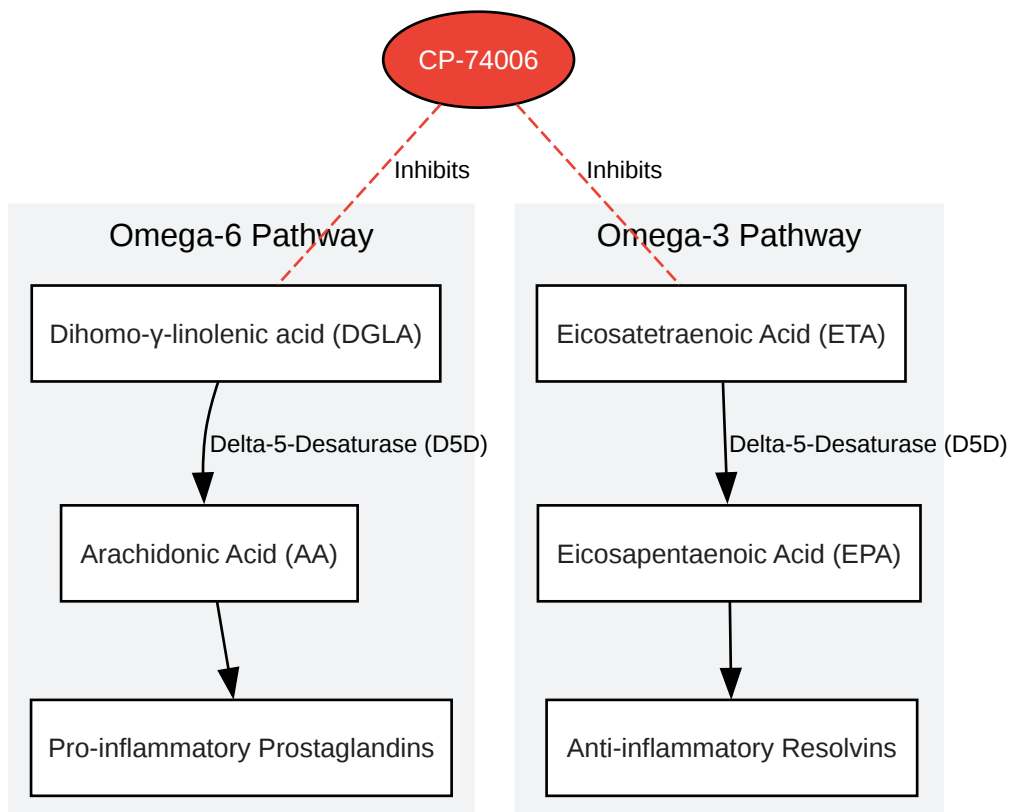 CP-74006
Inhibits
Inhibits
Omega-6 Pathway
Omega-3 Pathway
Dihomo-γ-linolenic acid (DGLA)
Eicosatetraenoic Acid (ETA)
Delta-5-Desaturase (D5D)
Delta-5-Desaturase (D5D)
Arachidonic Acid (AA)
Eicosapentaenoic Acid (EPA)
Pro-inflammatory Prostaglandins
Anti-inflammatory Resolvins